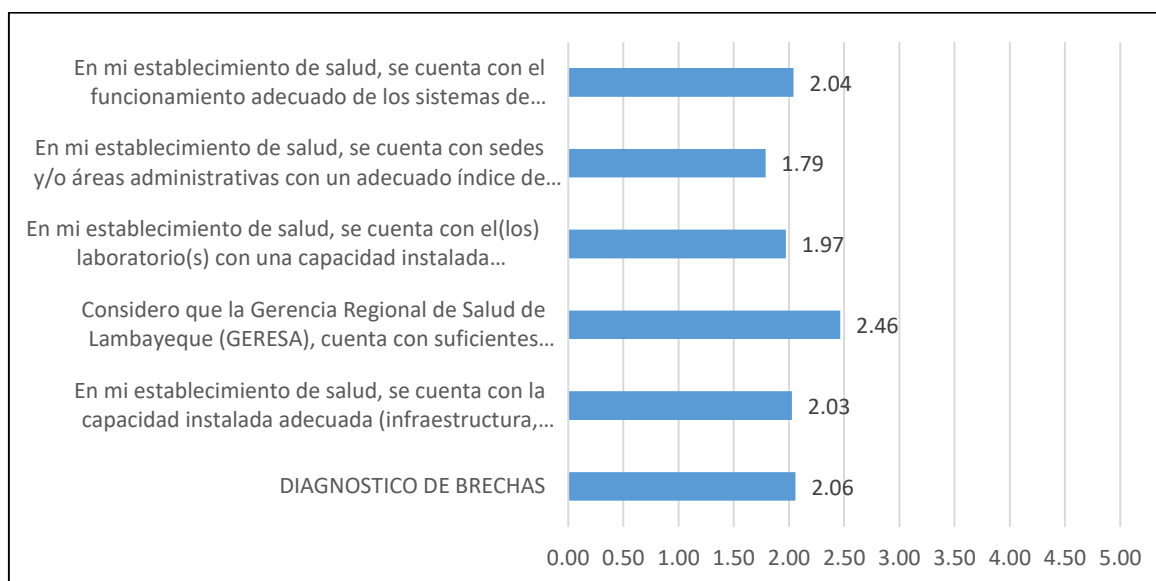 En mi establecimiento de salud, se cuenta con el
funcionamiento adecuado de los sistemas de…
2.04
En mi establecimiento de salud, se cuenta con sedes
y/o áreas administrativas con un adecuado índice de…
1.79
En mi establecimiento de salud, se cuenta con el(los)
laboratorio(s) con una capacidad instalada…
1.97
Considero que la Gerencia Regional de Salud de
Lambayeque (GERESA), cuenta con suficientes…
2.46
En mi establecimiento de salud, se cuenta con la
capacidad instalada adecuada (infraestructura,…
2.03
DIAGNOSTICO DE BRECHAS
2.06
0.00 0.50 1.00 1.50 2.00 2.50 3.00 3.50 4.00 4.50 5.00